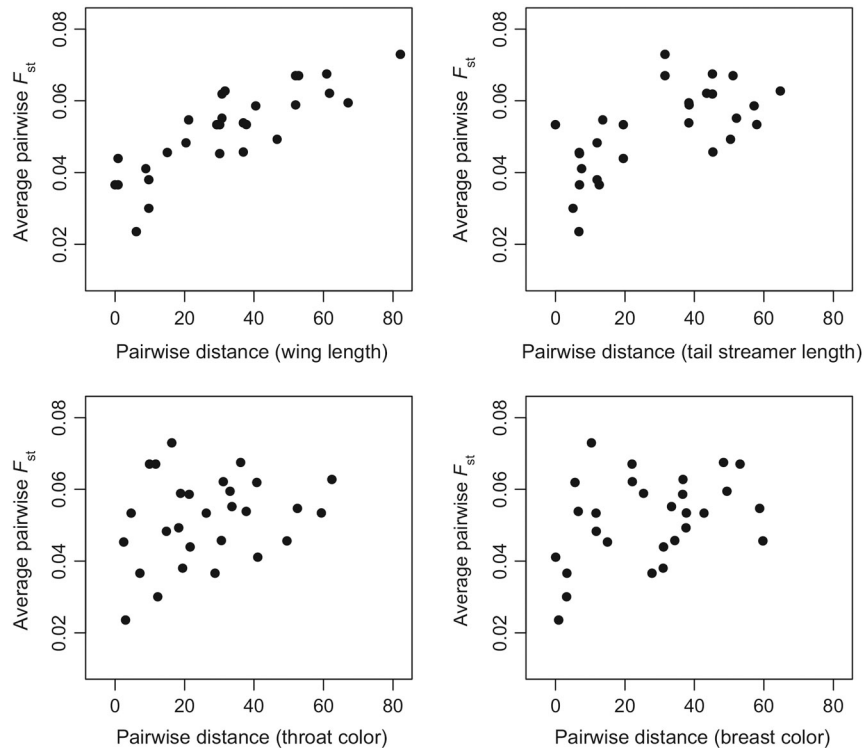 0.08
0.06
0.04
0.02
Average pairwise Fst
0 20 40 60 80
Pairwise distance (wing length)
0.08
0.06
0.04
0.02
Average pairwise Fst
0 20 40 60 80
Pairwise distance (tail streamer length)
0.08
0.06
0.04
0.02
Average pairwise Fst
0 20 40 60 80
Pairwise distance (throat color)
0.08
0.06
0.04
0.02
Average pairwise Fst
0 20 40 60 80
Pairwise distance (breast color)